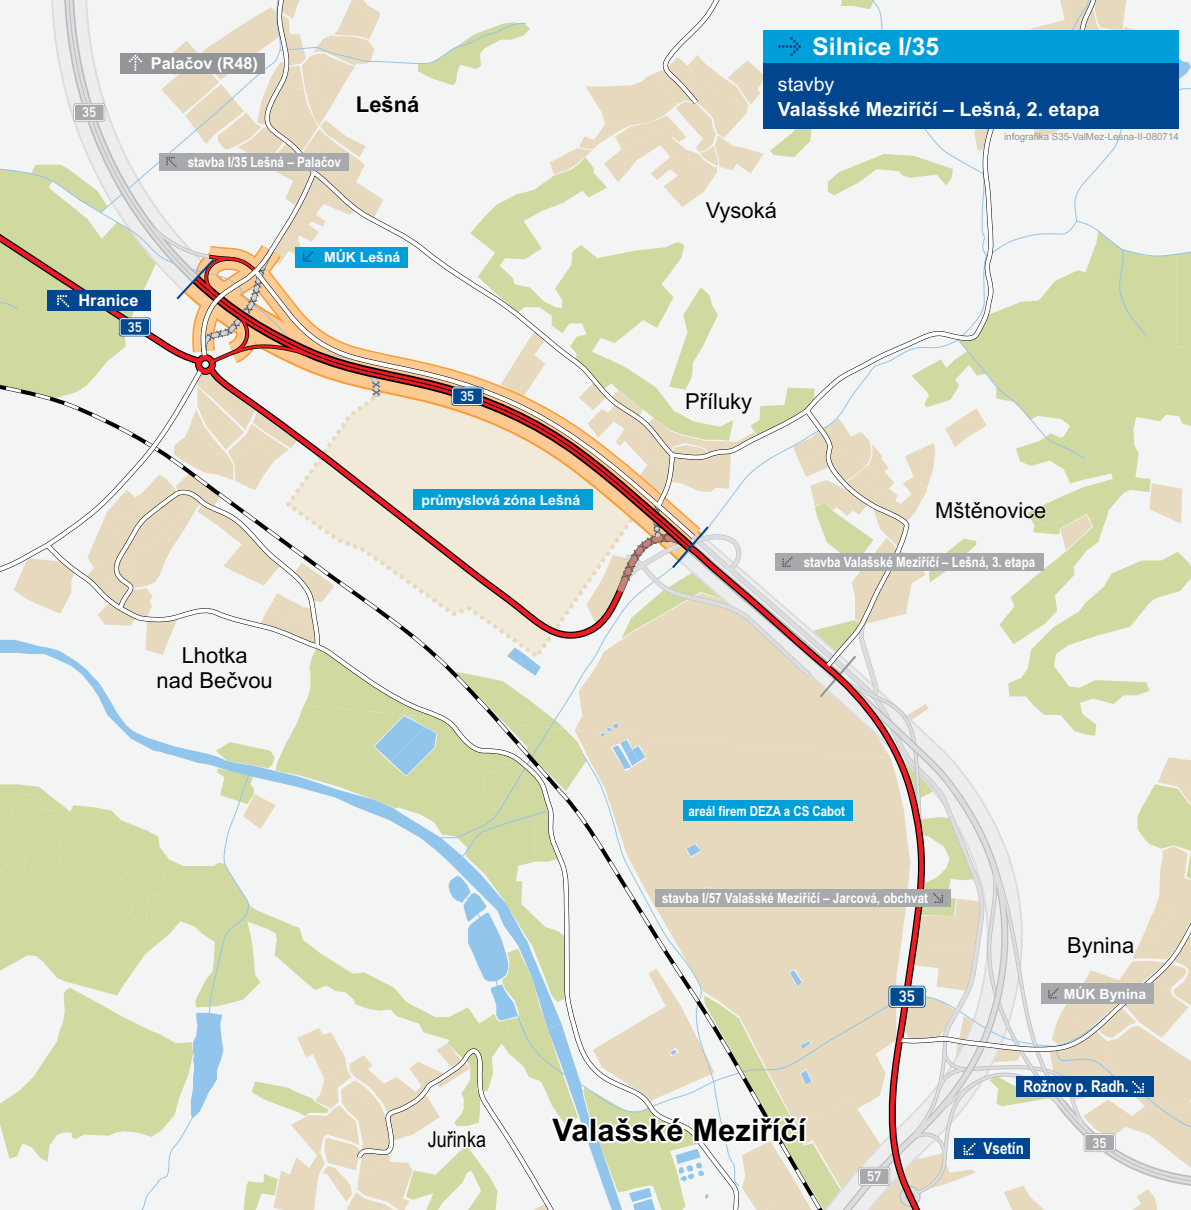 Silnice I/35
stavby
Valašské Meziříčí – Lešná, 2. etapa
infografika S35-ValMez-Lesna-II-080714
Palačov (R48)
35
Lešná
stavba I/35 Lešná – Palačov
Vysoká
MÚK Lešná
Hranice
35
35
Příluky
průmyslová zóna Lešná
Mštěnovice
stavba Valašské Meziříčí – Lešná, 3. etapa
Lhotka
nad Bečvou
areál firem DEZA a CS Cabot
stavba I/57 Valašské Meziříčí – Jarcová, obchvat
Bynina
35
MÚK Bynina
Rožnov p. Radh.
Valašské Meziříčí
Juřinka
35
Vsetín
57